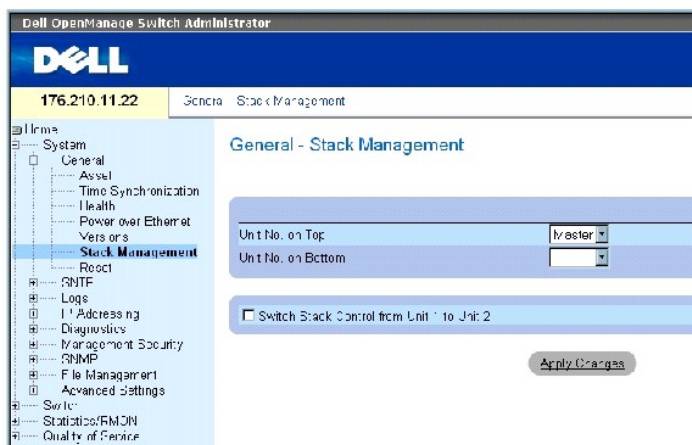 Dell OpenManage Switch Administrator
DELL
176.210.11.22
General Stack Management
Home
System
General
Asset
Time Synchronization
Health
Power over Ethernet
Versions
Stack Management
Reset
SNTP
Logs
IP Addressing
Diagnostics
Management Security
SNMP
File Management
Advanced Settings
Switch
Statistics/RMON
Quality of Service
General - Stack Management
Unit No. on Top Master
Unit No. on Bottom
Switch Stack Control from Unit 1 to Unit 2
Apply Changes